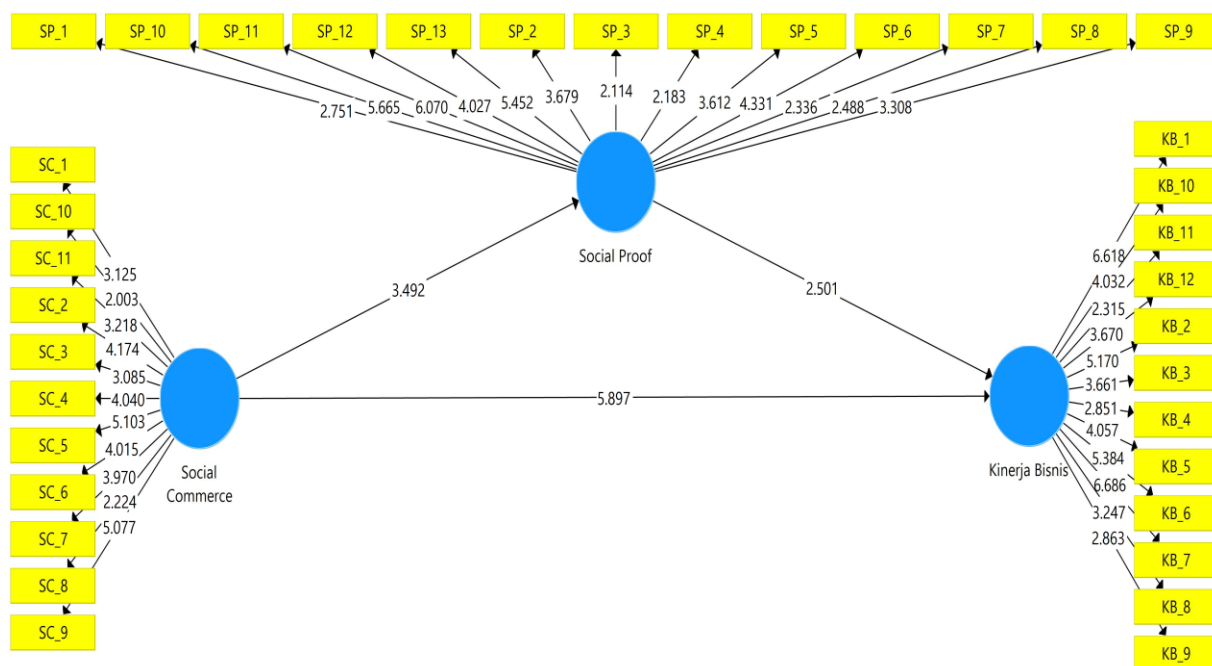 SP_1 SP_10 SP_11 SP_12 SP_13 SP_2 SP_3 SP_4 SP_5 SP_6 SP_7 SP_8 SP_9
2.751 5.665 6.070 4.027 5.452 3.679 2.114 2.183 3.612 4.331 2.336 2.488 3.308
Social Proof
3.492
2.501
5.897
SC_1
SC_10
SC_11
SC_2
SC_3
SC_4
SC_5
SC_6
SC_7
SC_8
SC_9
3.125
2.003
3.218
4.174
3.085
4.040
5.103
4.015
3.970
2.224
5.077
Social
Commerce
Kinerja Bisnis
6.618
4.032
2.315
3.670
5.170
3.661
2.851
4.057
5.384
6.686
3.247
2.863
KB_1
KB_10
KB_11
KB_12
KB_2
KB_3
KB_4
KB_5
KB_6
KB_7
KB_8
KB_9